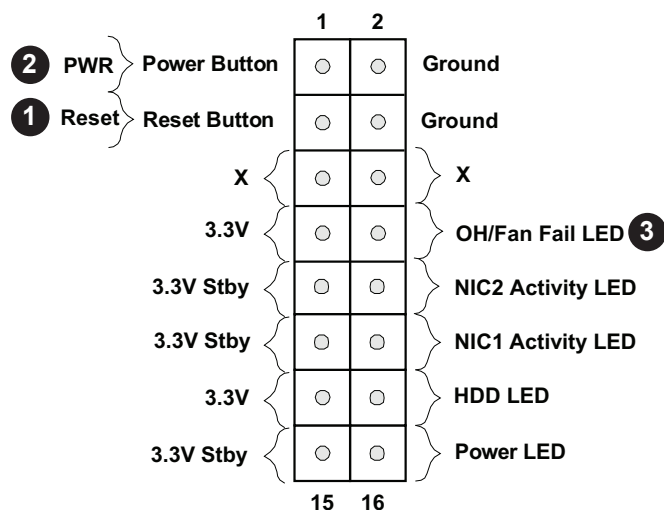 1 2
2 PWR Power Button Ground
1 Reset Reset Button Ground
X X
3.3V OH/Fan Fail LED 3
3.3V Stby NIC2 Activity LED
3.3V Stby NIC1 Activity LED
3.3V HDD LED
3.3V Stby Power LED
15 16